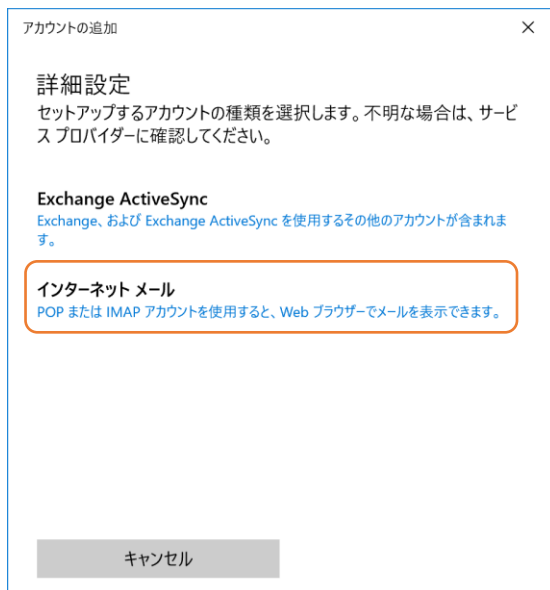 アカウントの追加
詳細設定
セットアップするアカウントの種類を選択します。不明な場合は、サービ
ス プロバイダーに確認してください。
Exchange ActiveSync
Exchange、および Exchange ActiveSync を使用するその他のアカウントが含まれま
す。
インターネット メール
POP または IMAP アカウントを使用すると、Web ブラウザーでメールを表示できます。
キャンセル